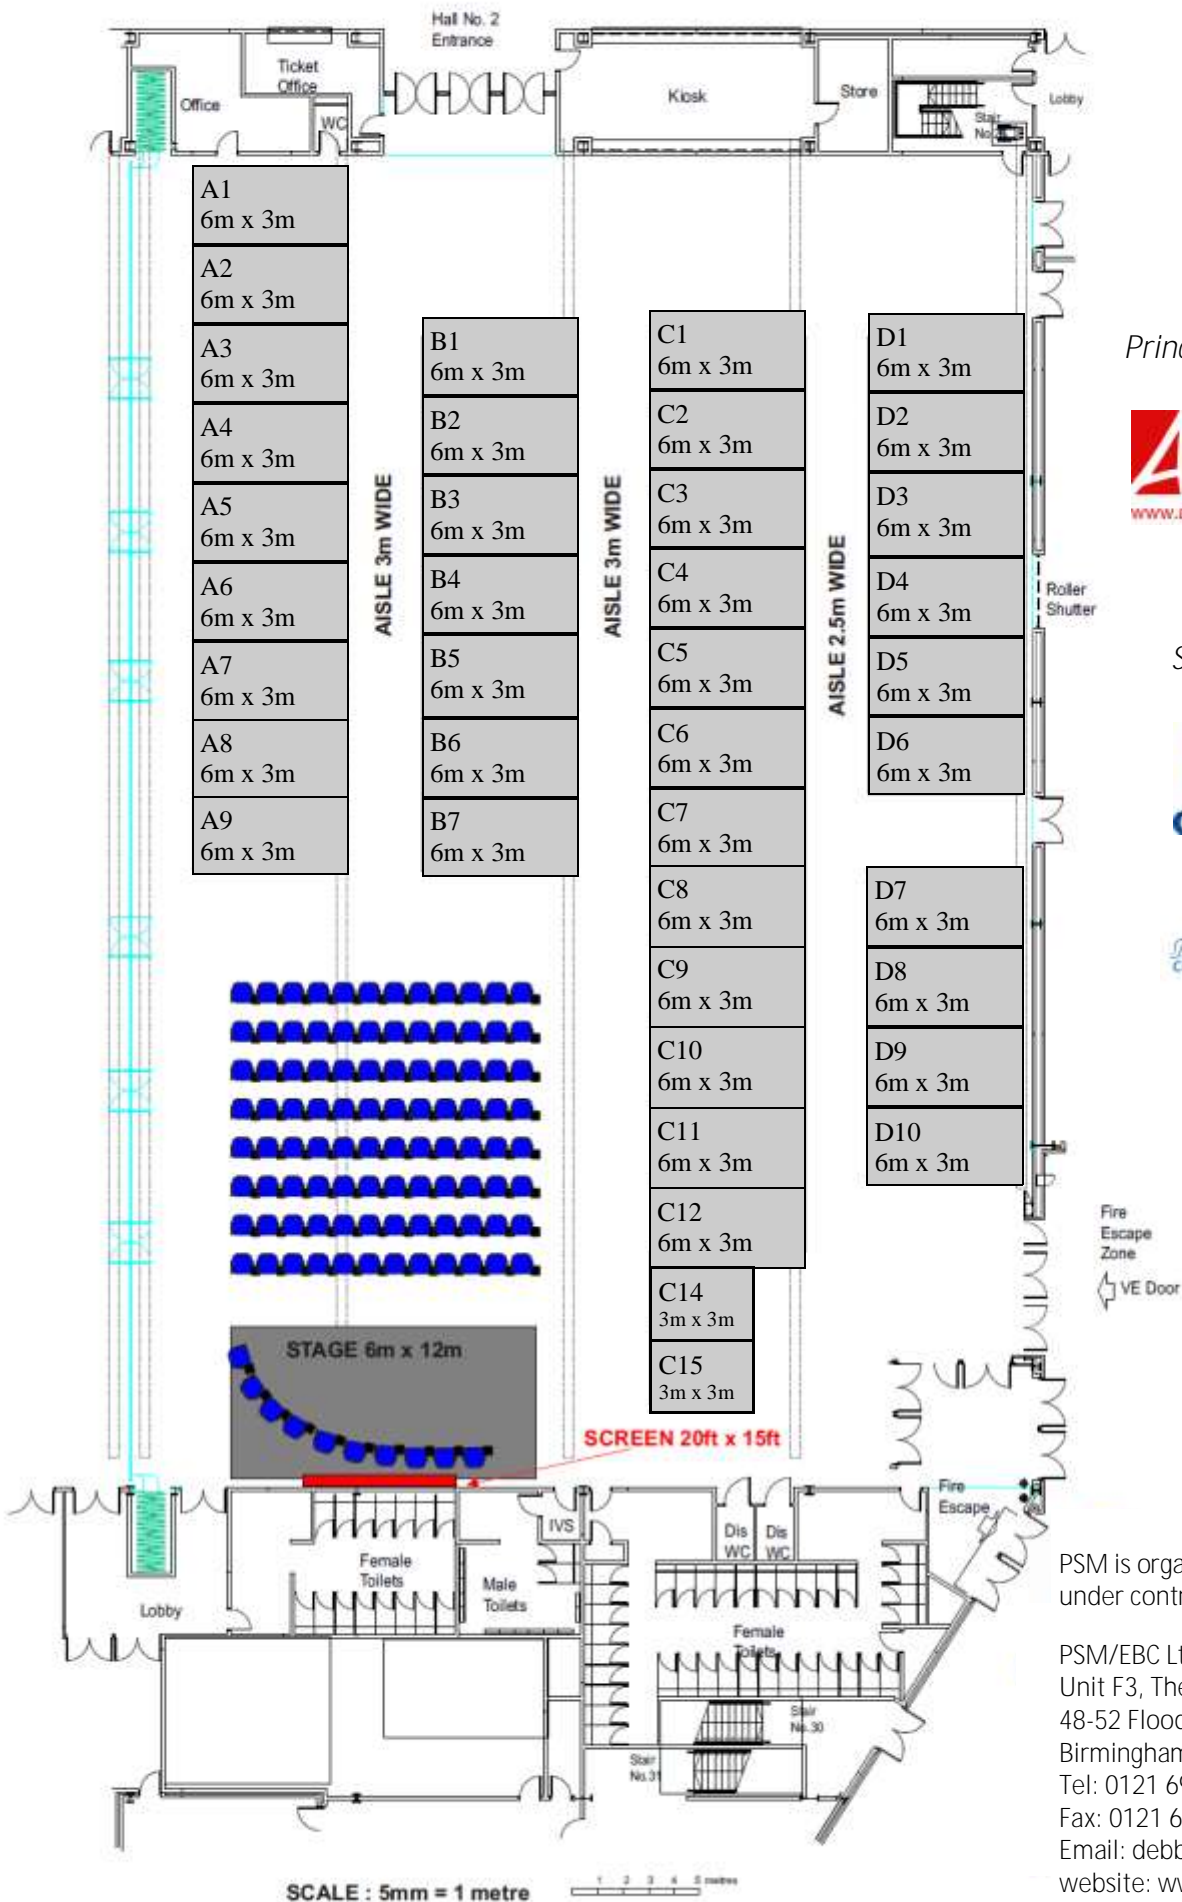 Hall No. 2
Entrance
Ticket
Office
Office
WC
Kiosk
Store
Stair
Lobby
A1
6m x 3m
A2
6m x 3m
A3
6m x 3m
A4
6m x 3m
A5
6m x 3m
A6
6m x 3m
A7
6m x 3m
A8
6m x 3m
A9
6m x 3m
AISLE 3m WIDE
B1
6m x 3m
B2
6m x 3m
B3
6m x 3m
B4
6m x 3m
B5
6m x 3m
B6
6m x 3m
B7
6m x 3m
AISLE 3m WIDE
C1
6m x 3m
C2
6m x 3m
C3
6m x 3m
C4
6m x 3m
C5
6m x 3m
C6
6m x 3m
C7
6m x 3m
C8
6m x 3m
C9
6m x 3m
C10
6m x 3m
C11
6m x 3m
C12
6m x 3m
C14
3m x 3m
C15
3m x 3m
AISLE 2.5m WIDE
D1
6m x 3m
D2
6m x 3m
D3
6m x 3m
D4
6m x 3m
D5
6m x 3m
D6
6m x 3m
D7
6m x 3m
D8
6m x 3m
D9
6m x 3m
D10
6m x 3m
Roller
Shutter
Fire
Escape
Zone
VE Door
STAGE 6m x 12m
SCREEN 20ft x 15ft
Fire
Escape
IVS
Dis
WC
Dis
WC
Female
Toilets
Male
Toilets
Lobby
Female
Toilets
Stair
No.30
Stair
No.31
PSM is orga
under contr
PSM/EBC Lt
Unit F3, The
48-52 Flood
Birmingham
Tel: 0121 69
Fax: 0121 6
Email: debb
website: ww
SCALE : 5mm = 1 metre
1 2 3 4 5 metres